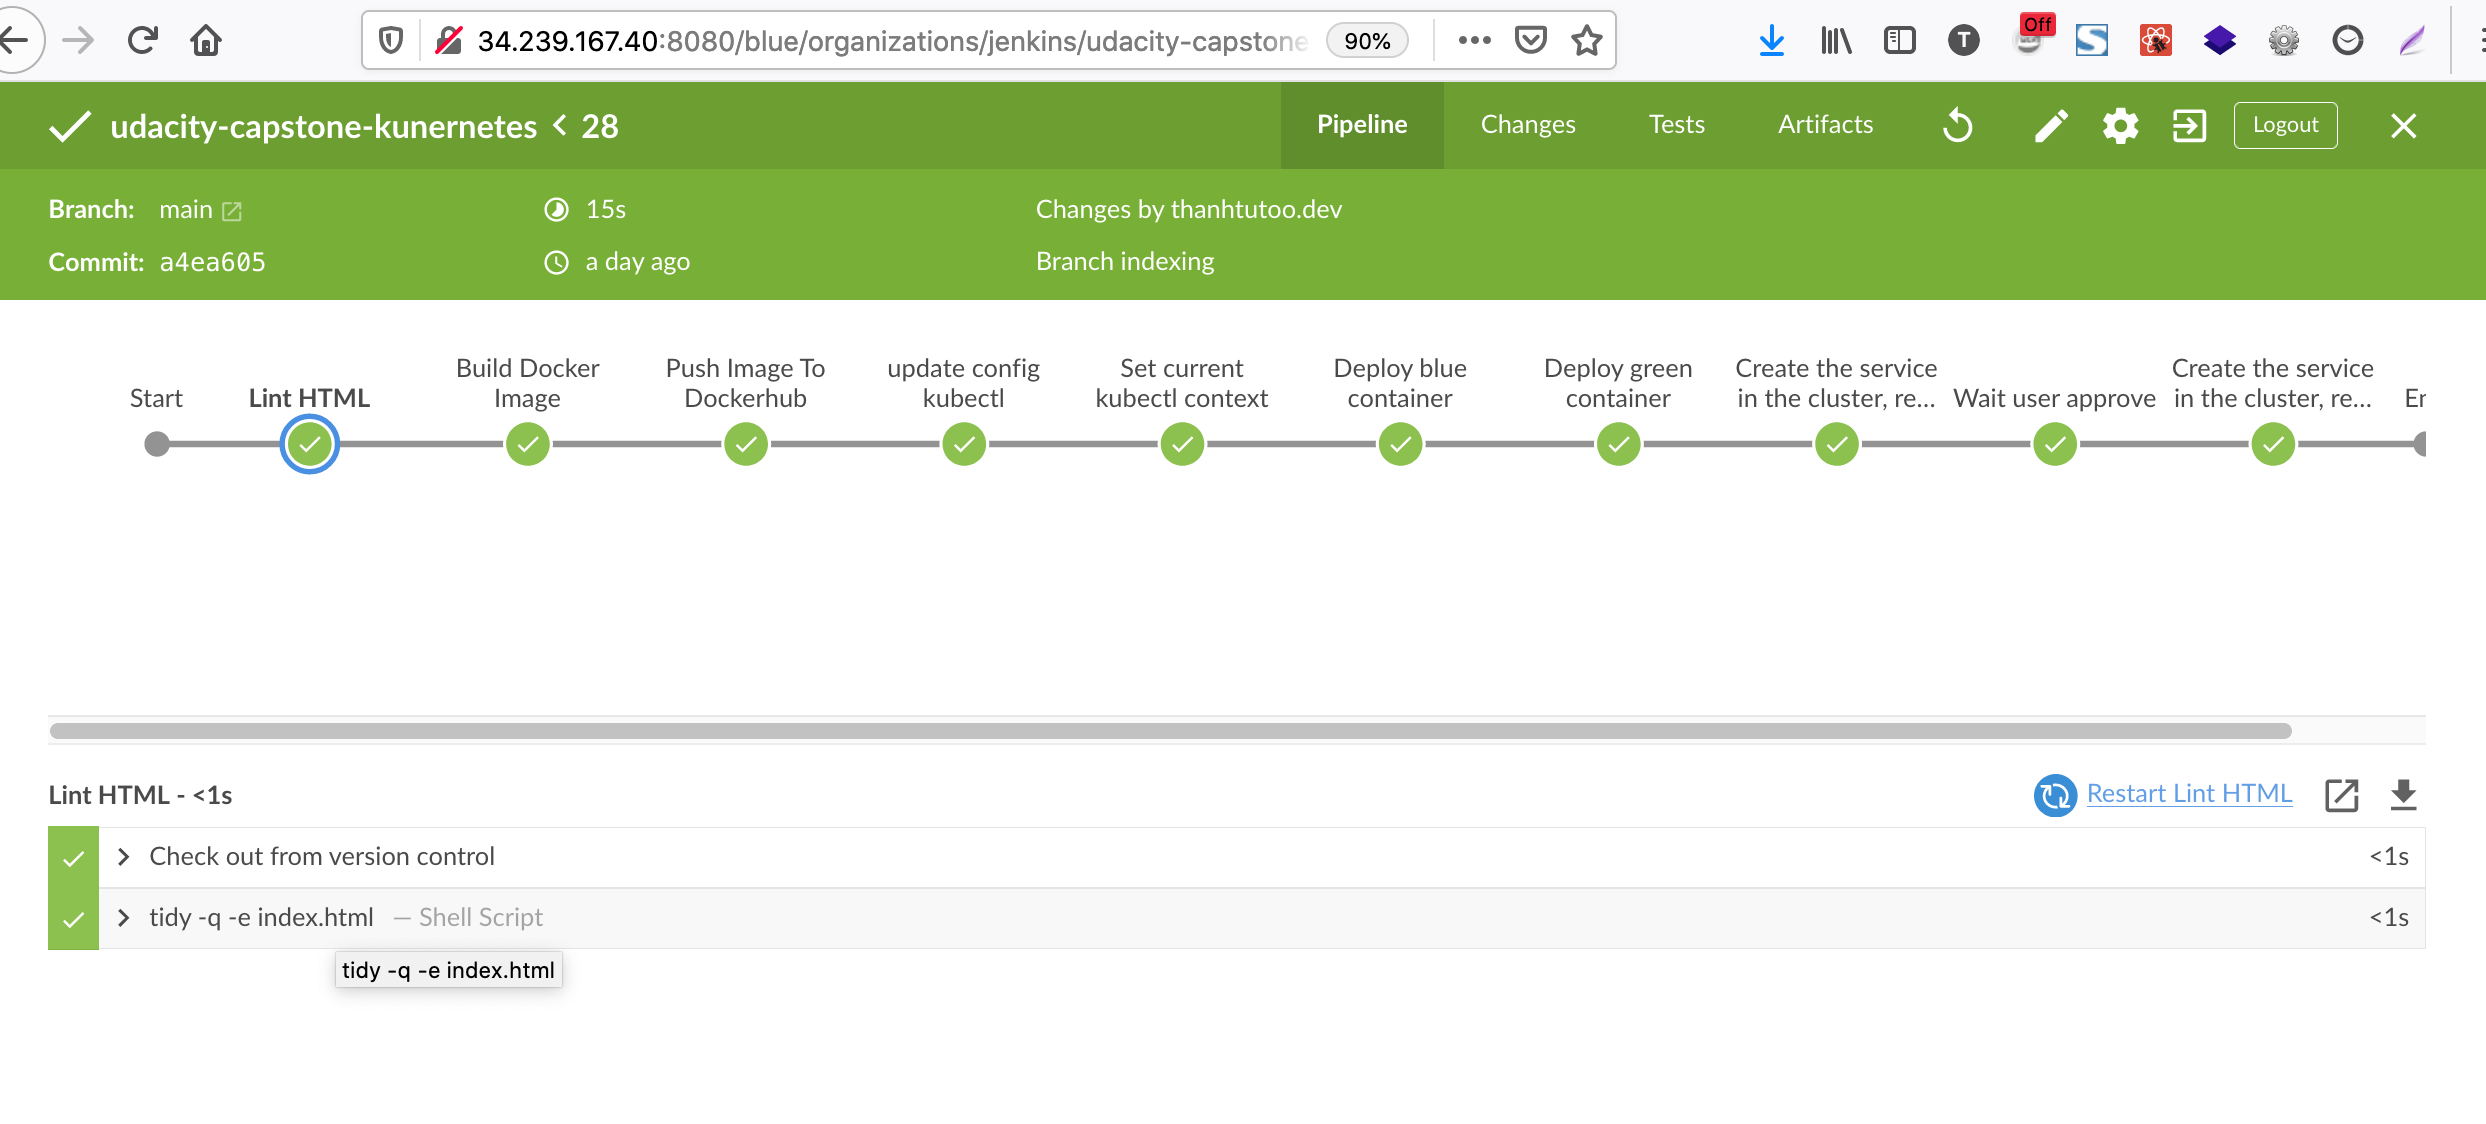 34.239.167.40:8080/blue/organizations/jenkins/udacity-capstone
90%
Off
T
S
udacity-capstone-kunernetes < 28
Pipeline
Changes
Tests
Artifacts
Logout
Branch: main
15s
Changes by thanhtutoo.dev
Commit: a4ea605
a day ago
Branch indexing
Start
Lint HTML
Build Docker
Image
Push Image To
Dockerhub
update config
kubectl
Set current
kubectl context
Deploy blue
container
Deploy green
container
Create the service
in the cluster, re...
Wait user approve
Create the service
in the cluster, re...
Lint HTML - <1s
Restart Lint HTML
Check out from version control
<1s
tidy -q -e index.html — Shell Script
<1s
tidy -q -e index.html